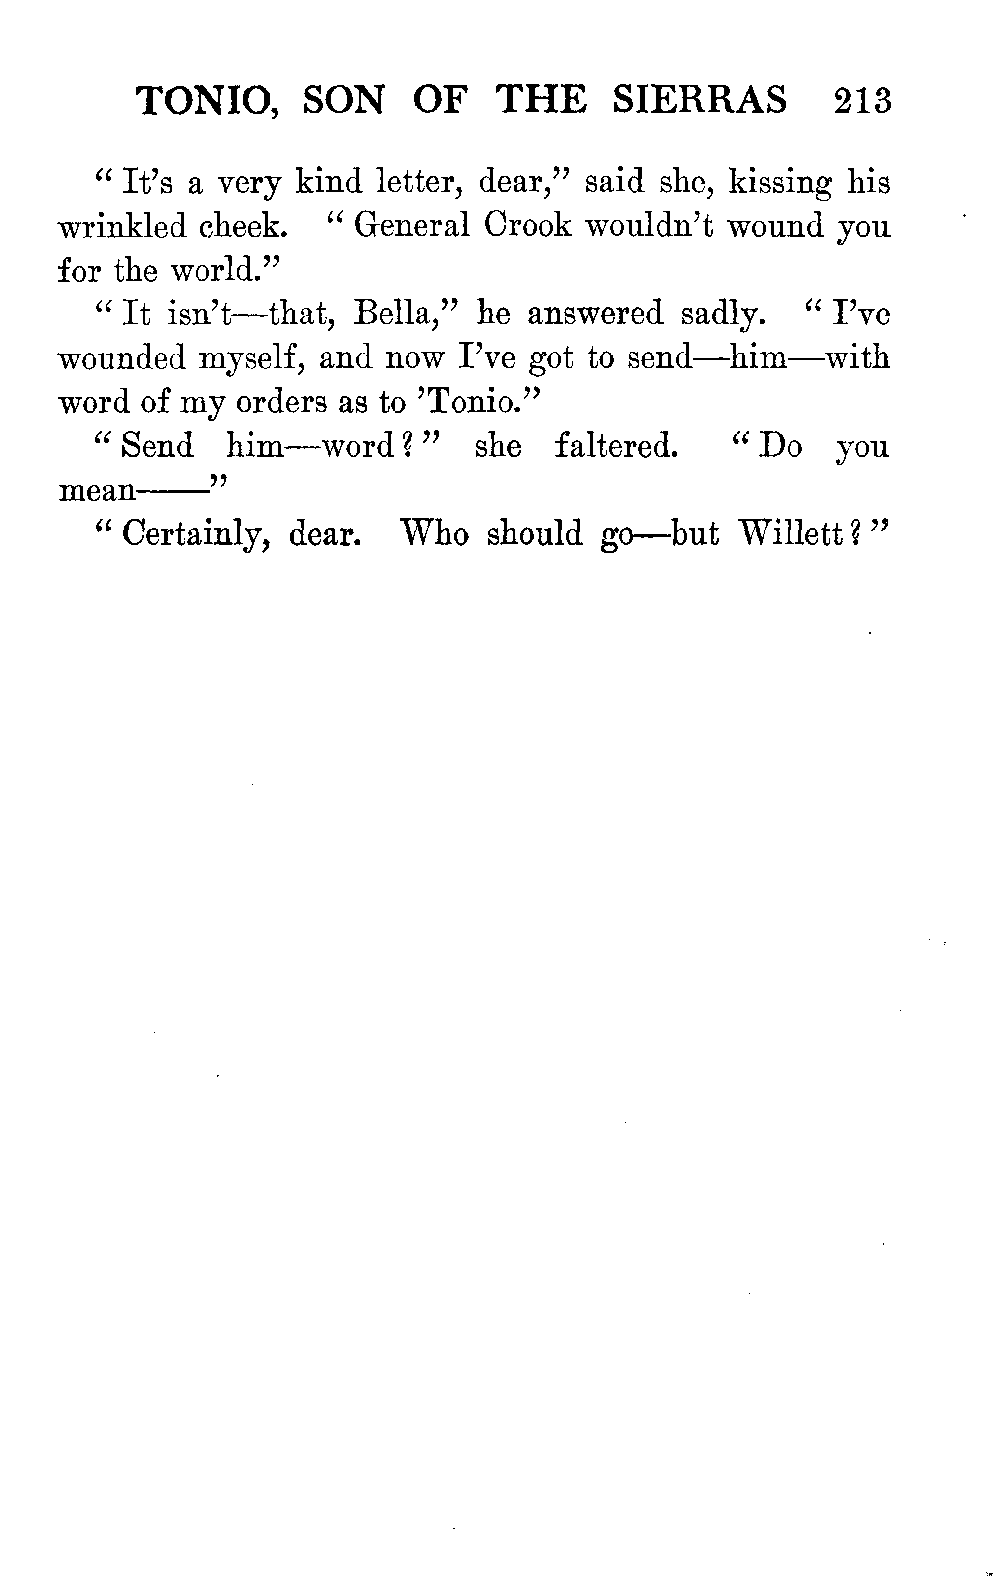 TONIO, SON OF THE SIERRAS 213
“ It’s a very kind letter, dear,” said she, kissing his
wrinkled cheek. “ General Crook wouldn’t wound you
for the world.”
“ It isn’t—that, Bella,” he answered sadly. “ I’ve
wounded myself, and now I’ve got to send—him—with
word of my orders as to ’Tonio.”
“ Send him—word? ” she faltered. “ Do you
mean——”
“ Certainly, dear. Who should go—but Willett? ”